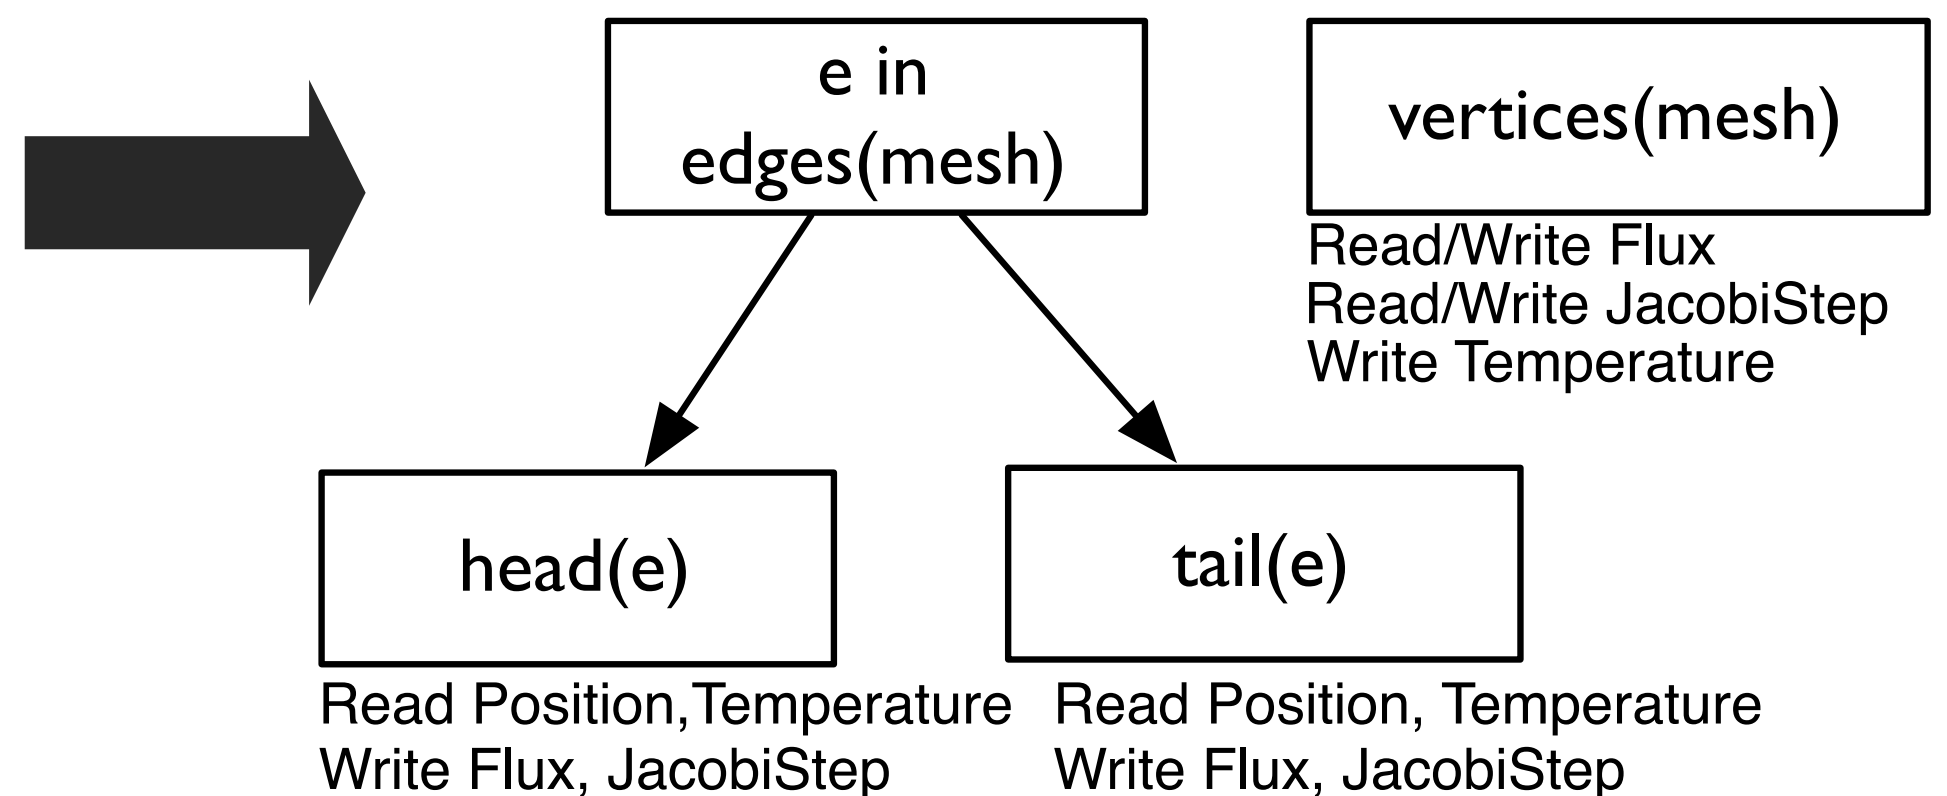 e in
edges(mesh)
vertices(mesh)
Read/Write Flux
Read/Write JacobiStep
Write Temperature
head(e)
Read Position,Temperature
Write Flux, JacobiStep
tail(e)
Read Position, Temperature
Write Flux, JacobiStep